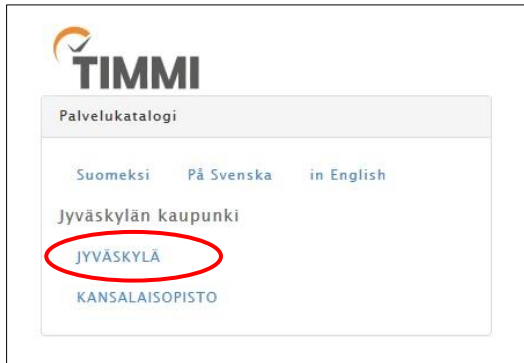 TIMMI
Palvelukatalogi
Suomeksi På Svenska in English
Jyväskylän kaupunki
JYVÄSKYLÄ
KANSALAISOPISTO